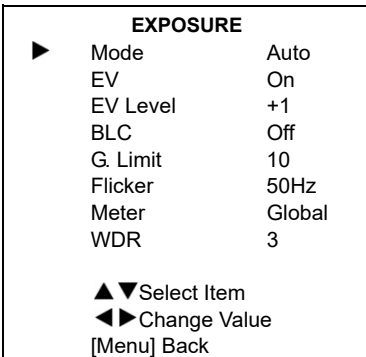 EXPOSURE
▶ Mode Auto
EV On
EV Level +1
BLC Off
G. Limit 10
Flicker 50Hz
Meter Global
WDR 3
▲▼Select Item
◀▶Change Value
[Menu] Back